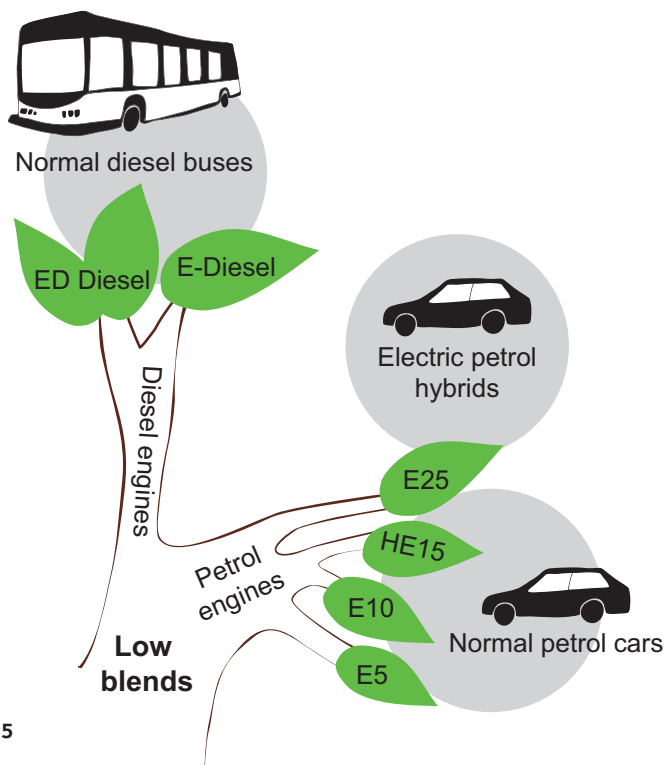 Normal diesel buses
ED Diesel
E-Diesel
Electric petrol
hybrids
Diesel engines
E25
HE15
Petrol
engines
E10
Normal petrol cars
Low
blends
E5
5